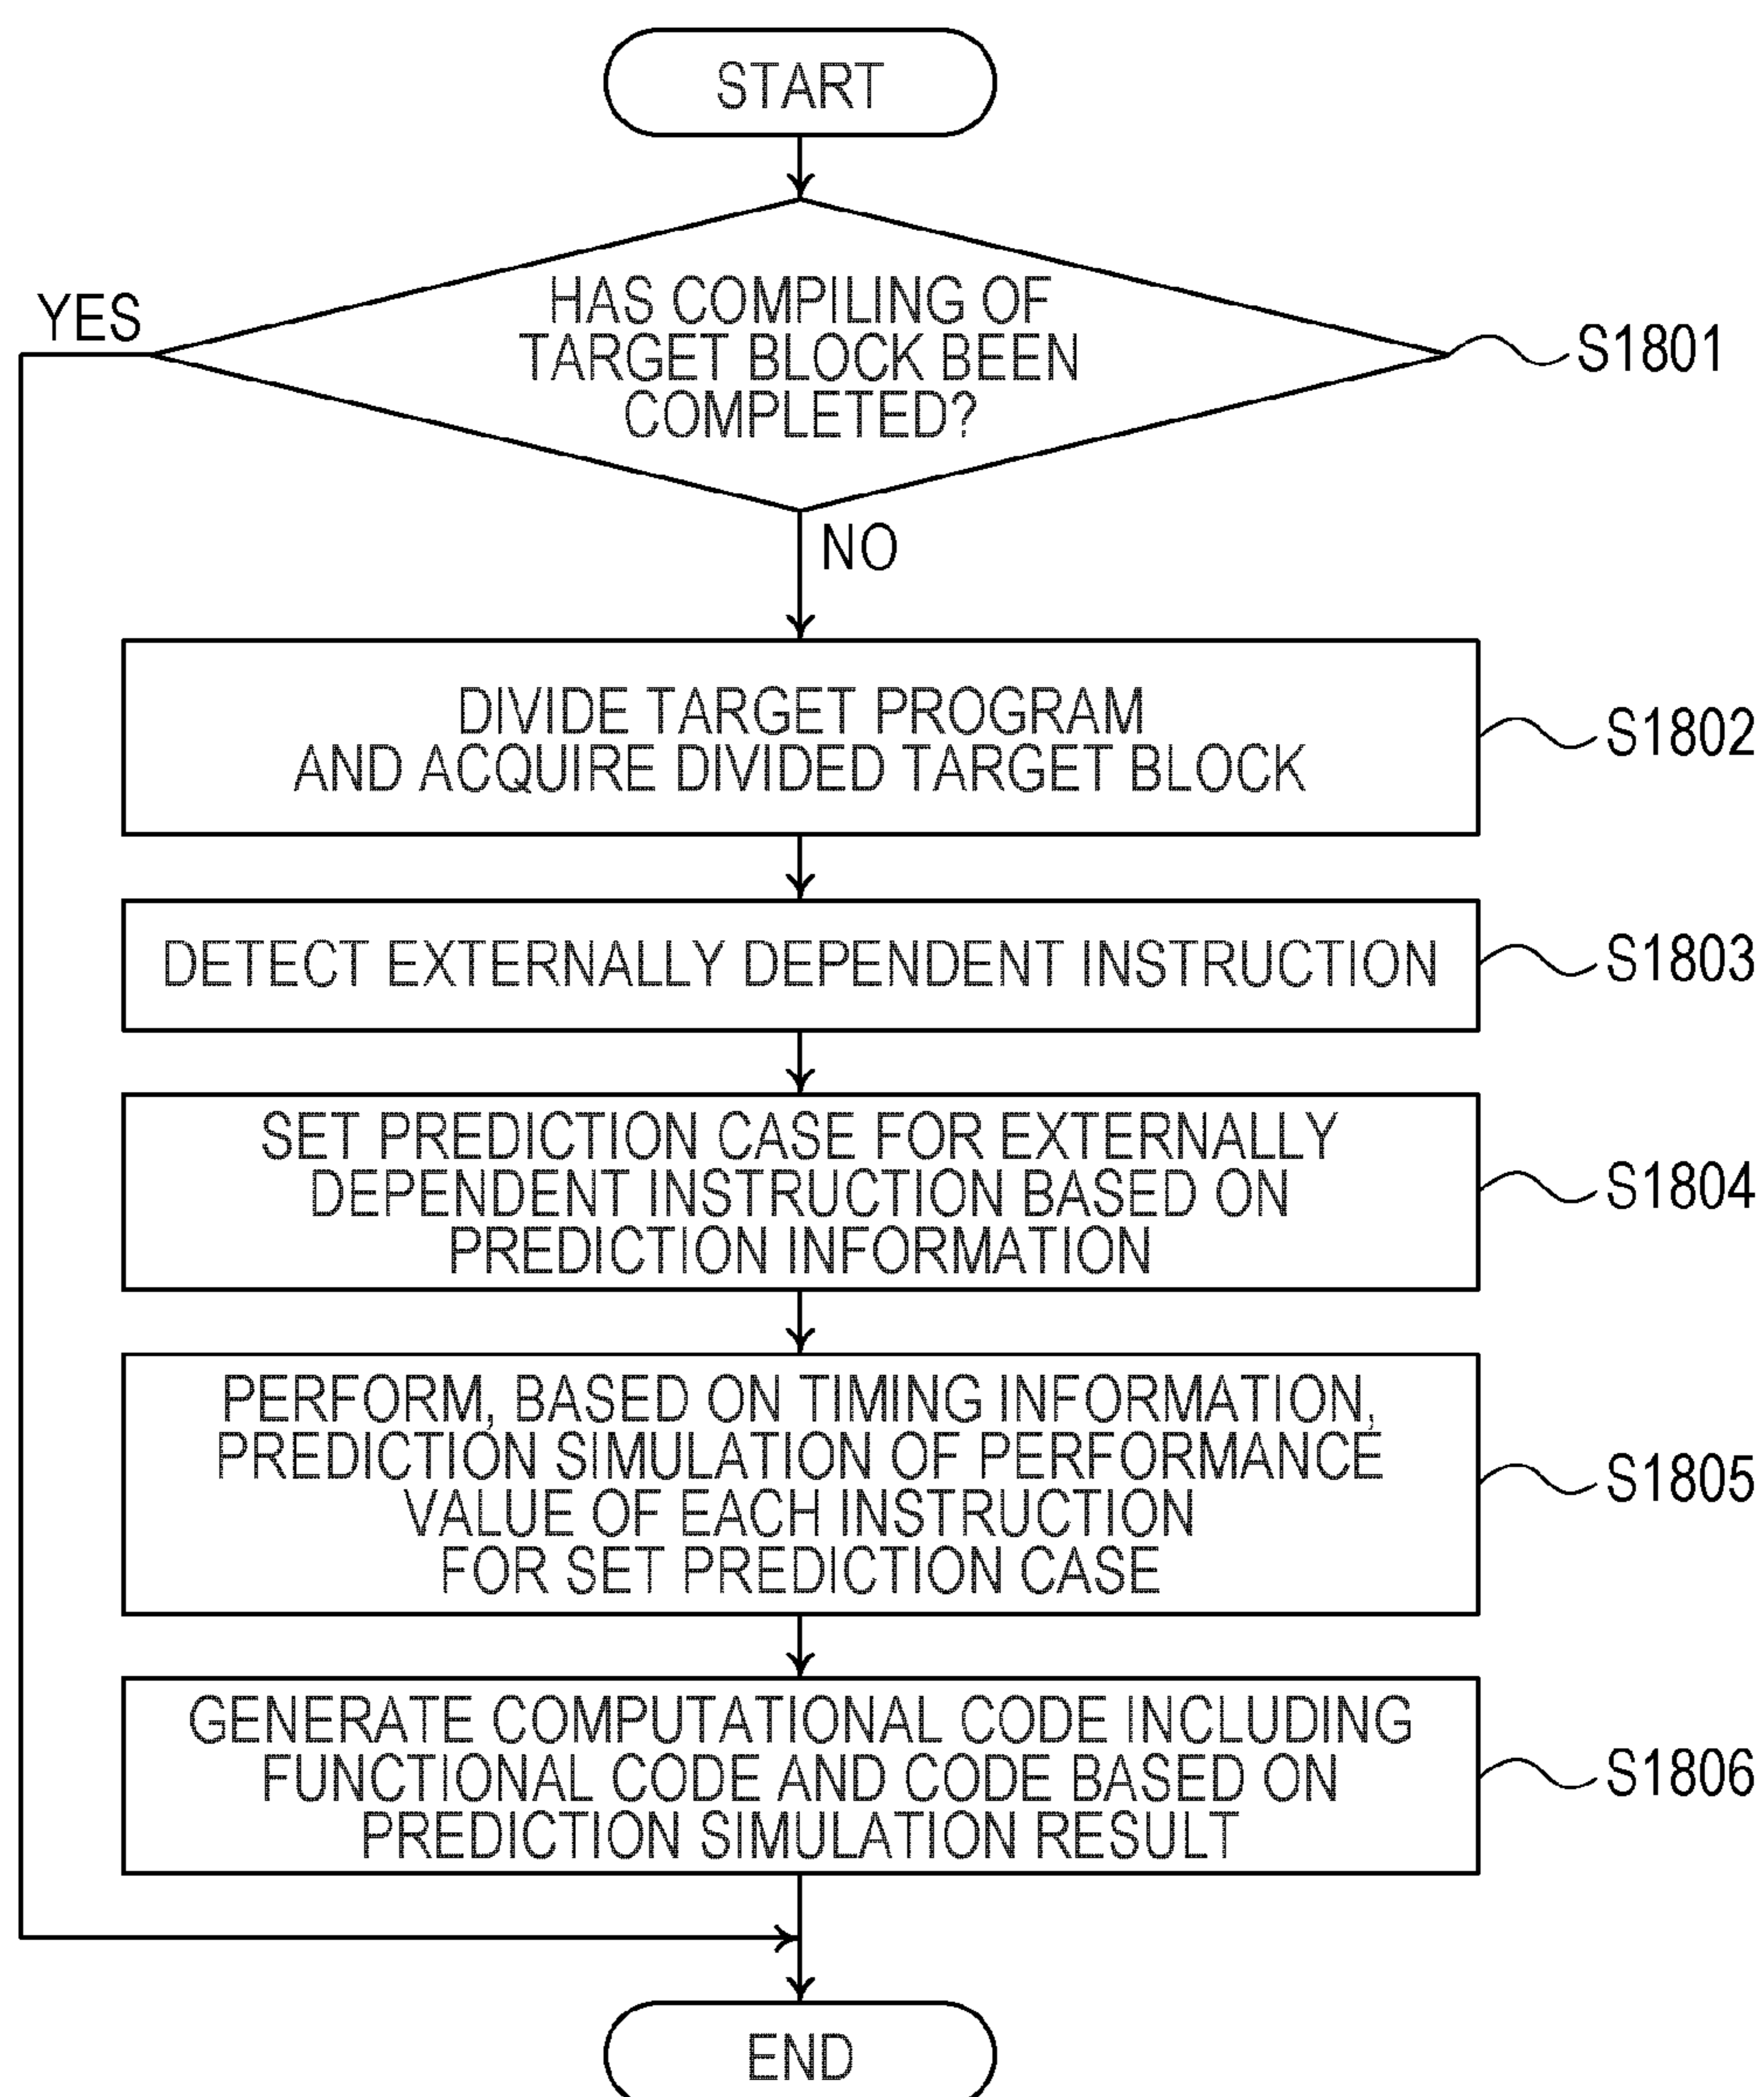 START
YES
HAS COMPILING OF
TARGET BLOCK BEEN
COMPLETED?
S1801
NO
DIVIDE TARGET PROGRAM
AND ACQUIRE DIVIDED TARGET BLOCK
S1802
DETECT EXTERNALLY DEPENDENT INSTRUCTION
S1803
SET PREDICTION CASE FOR EXTERNALLY
DEPENDENT INSTRUCTION BASED ON
PREDICTION INFORMATION
S1804
PERFORM, BASED ON TIMING INFORMATION,
PREDICTION SIMULATION OF PERFORMANCE
VALUE OF EACH INSTRUCTION
FOR SET PREDICTION CASE
S1805
GENERATE COMPUTATIONAL CODE INCLUDING
FUNCTIONAL CODE AND CODE BASED ON
PREDICTION SIMULATION RESULT
S1806
END